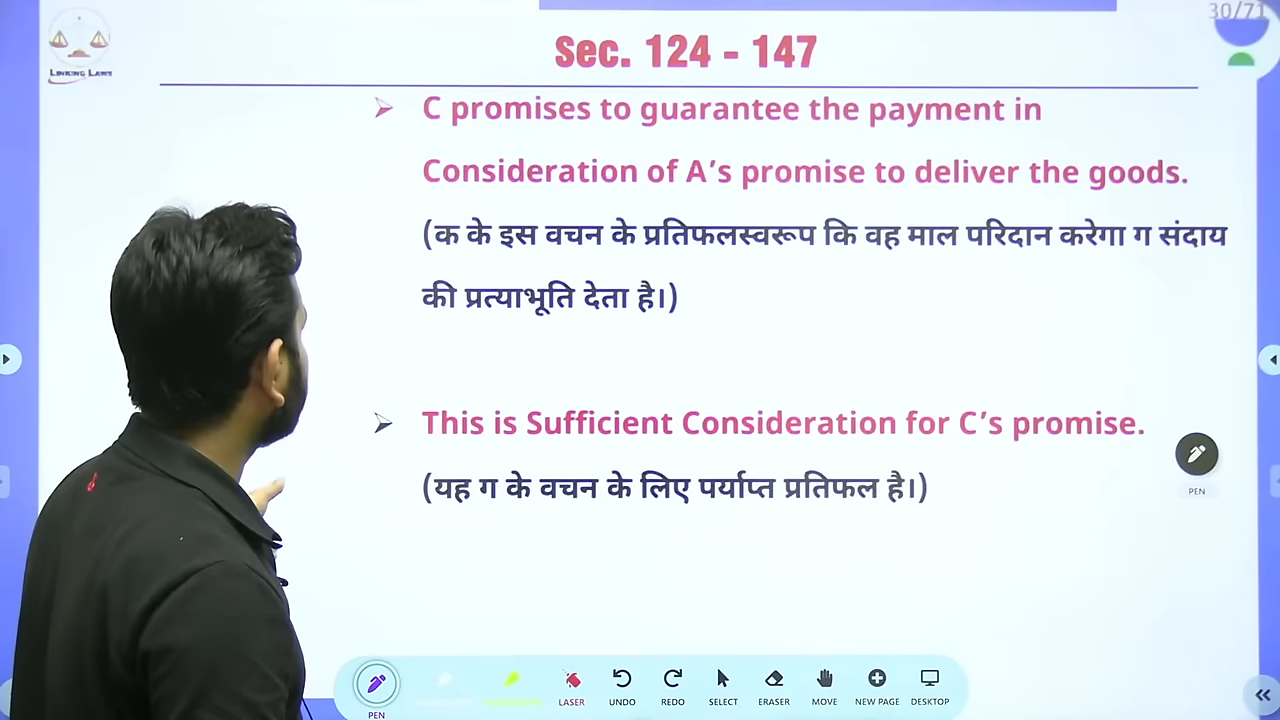 30/71
LINKING LAWS
Sec. 124 - 147
C promises to guarantee the payment in
Consideration of A’s promise to deliver the goods.
(क के इस वचन के प्रतिफलस्वरूप कि वह माल परिदान करेगा ग संदाय
की प्रत्याभूति देता है।)
This is Sufficient Consideration for C’s promise.
(यह ग के वचन के लिए पर्याप्त प्रतिफल है।)
PEN
PEN
LASER
UNDO
REDO
SELECT
ERASER
MOVE
NEW PAGE
DESKTOP